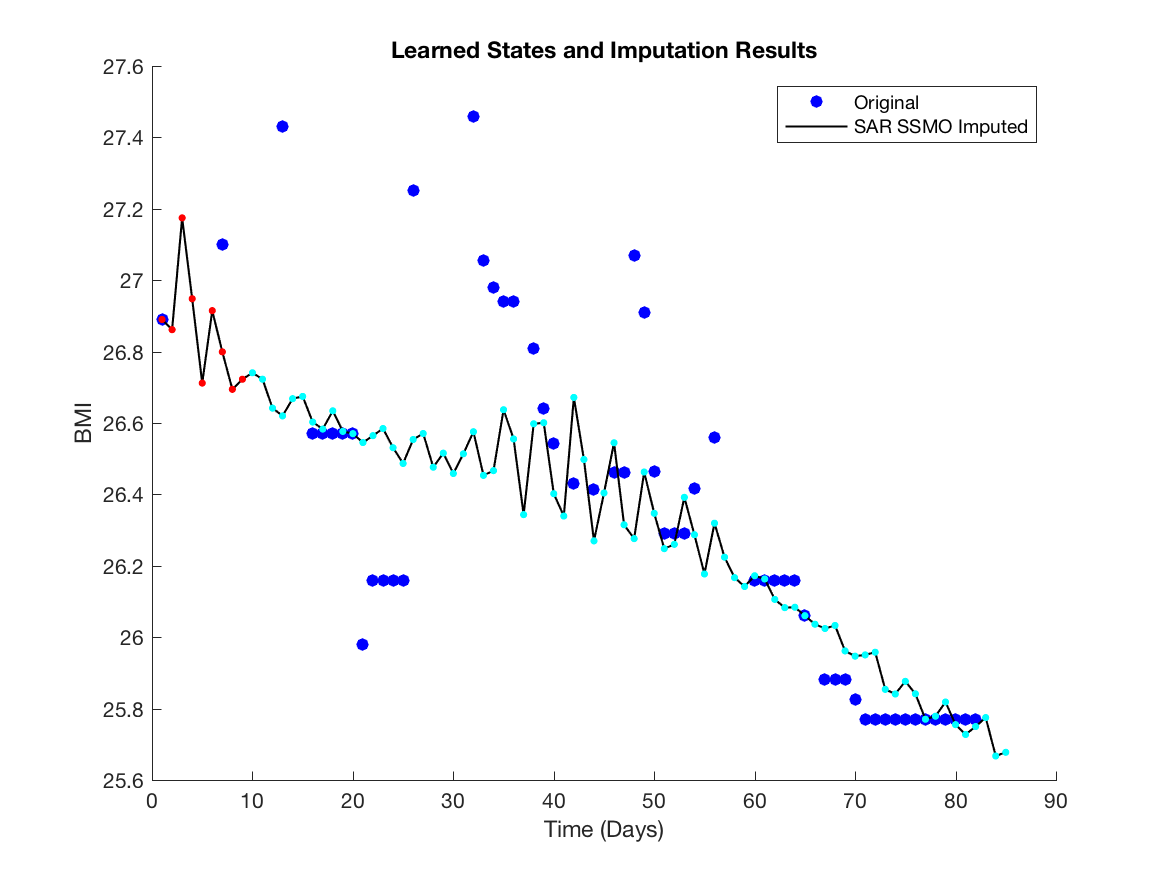 Learned States and Imputation Results
27.6
27.4
27.2
27
26.8
26.6
26.4
26.2
26
25.8
25.6
BMI
Original
SAR SSMO Imputed
0 10 20 30 40 50 60 70 80 90
Time (Days)